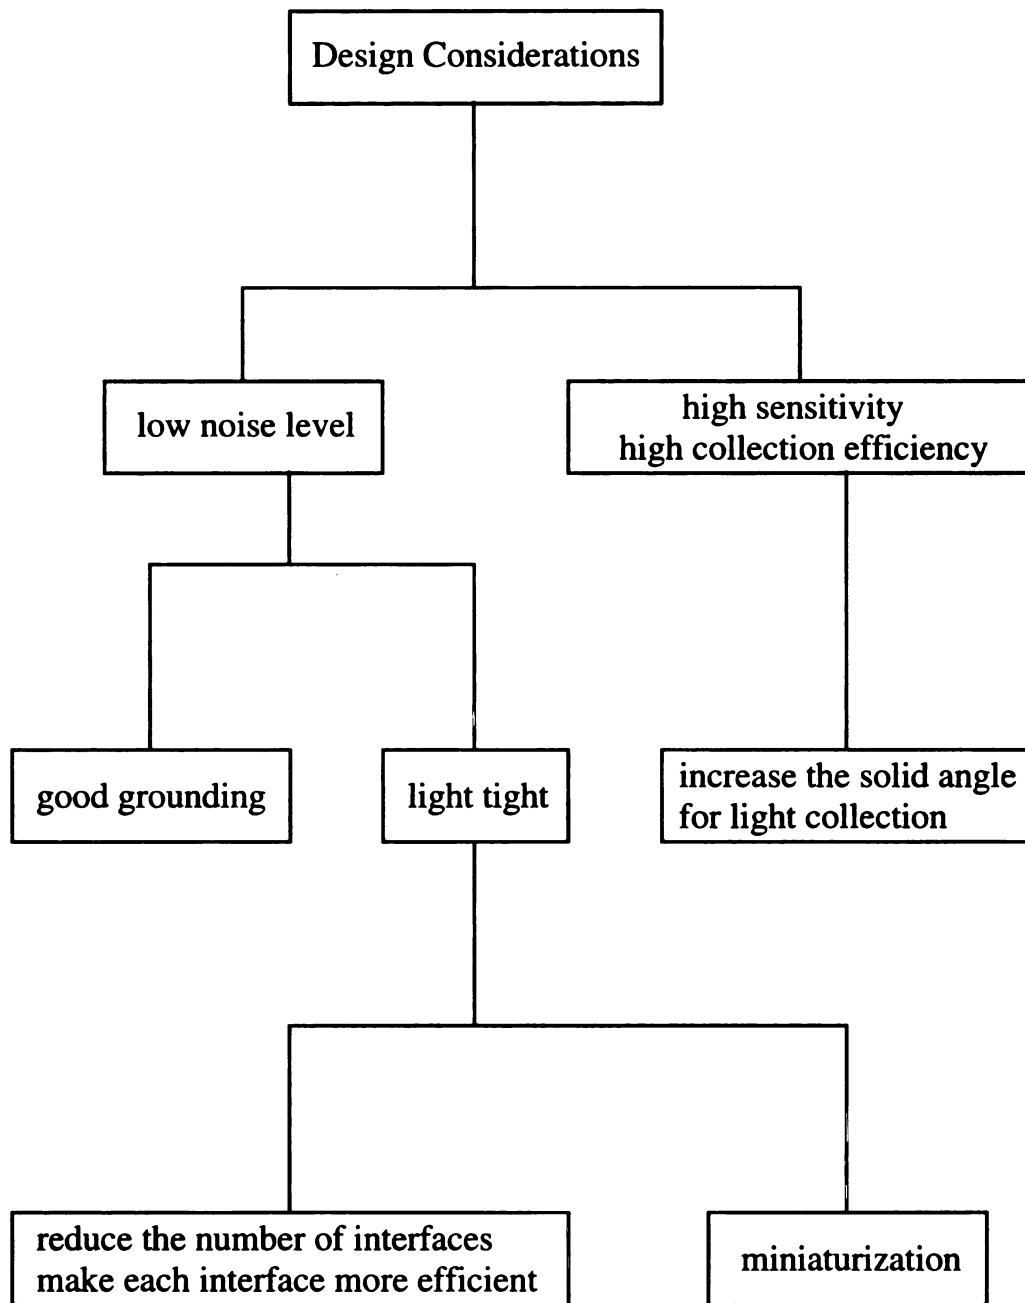 Design Considerations
low noise level
high sensitivity
high collection efficiency
good grounding
light tight
increase the solid angle
for light collection
reduce the number of interfaces
make each interface more efficient
miniaturization